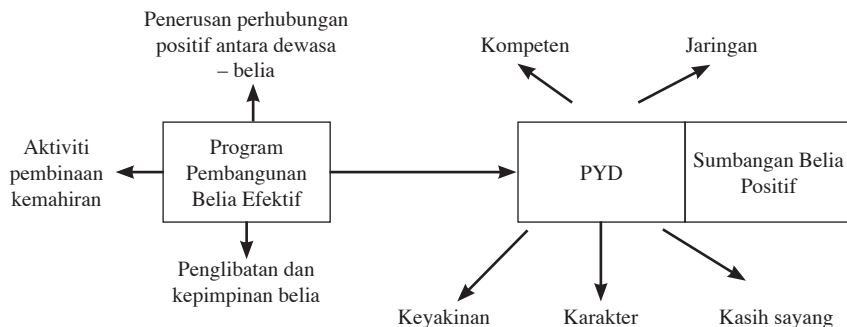 Penerusan perhubungan
positif antara dewasa
– belia
Kompeten
Jaringan
Aktiviti
pembinaan
kemahiran
Program
Pembangunan
Belia Efektif
PYD
Sumbangan Belia
Positif
Penglibatan dan
kepimpinan belia
Keyakinan
Karakter
Kasih sayang